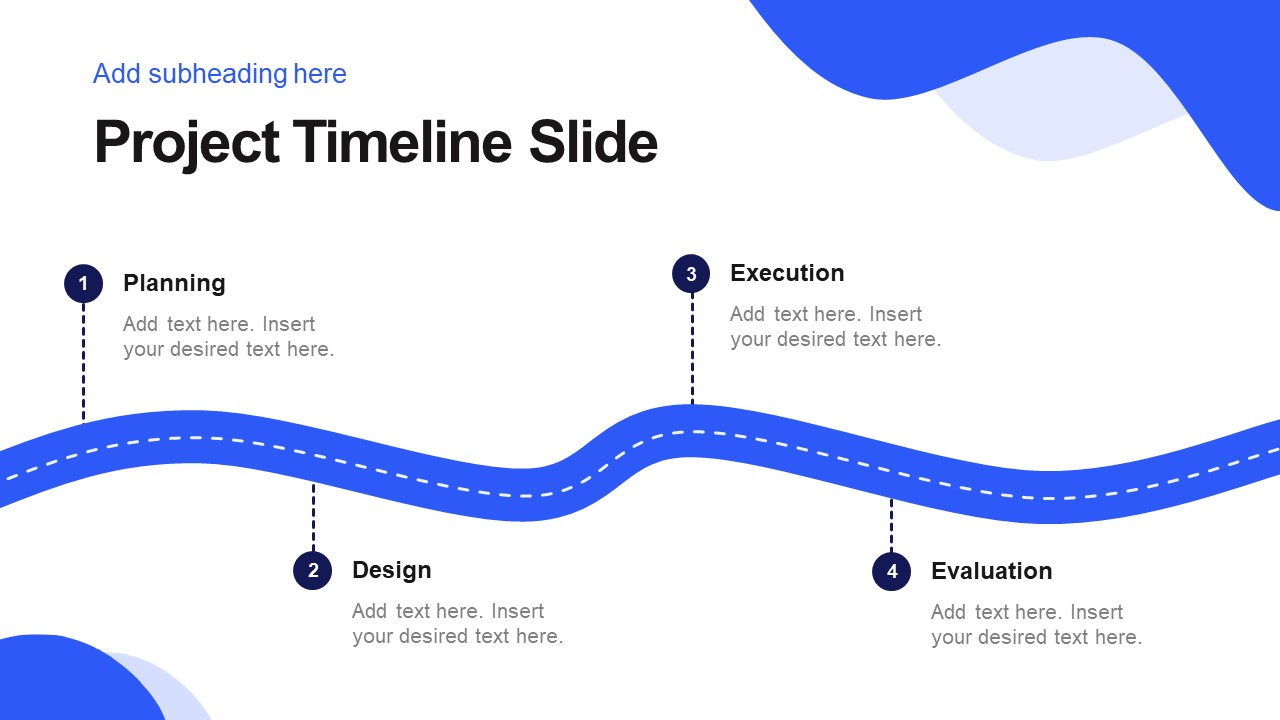 Add subheading here
Project Timeline Slide
1
Planning
Add text here. Insert
your desired text here.
2
Design
Add text here. Insert
your desired text here.
3
Execution
Add text here. Insert
your desired text here.
4
Evaluation
Add text here. Insert
your desired text here.